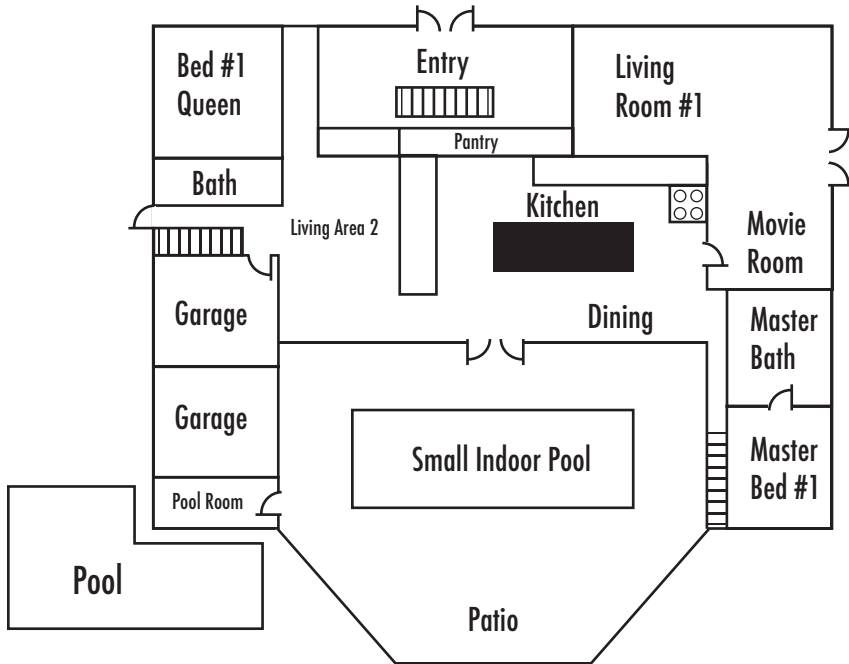 Bed #1
Queen
Entry
Living
Room #1
Pantry
Bath
Kitchen
Living Area 2
Movie
Room
Garage
Dining
Master
Bath
Garage
Small Indoor Pool
Master
Bed #1
Pool Room
Pool
Patio